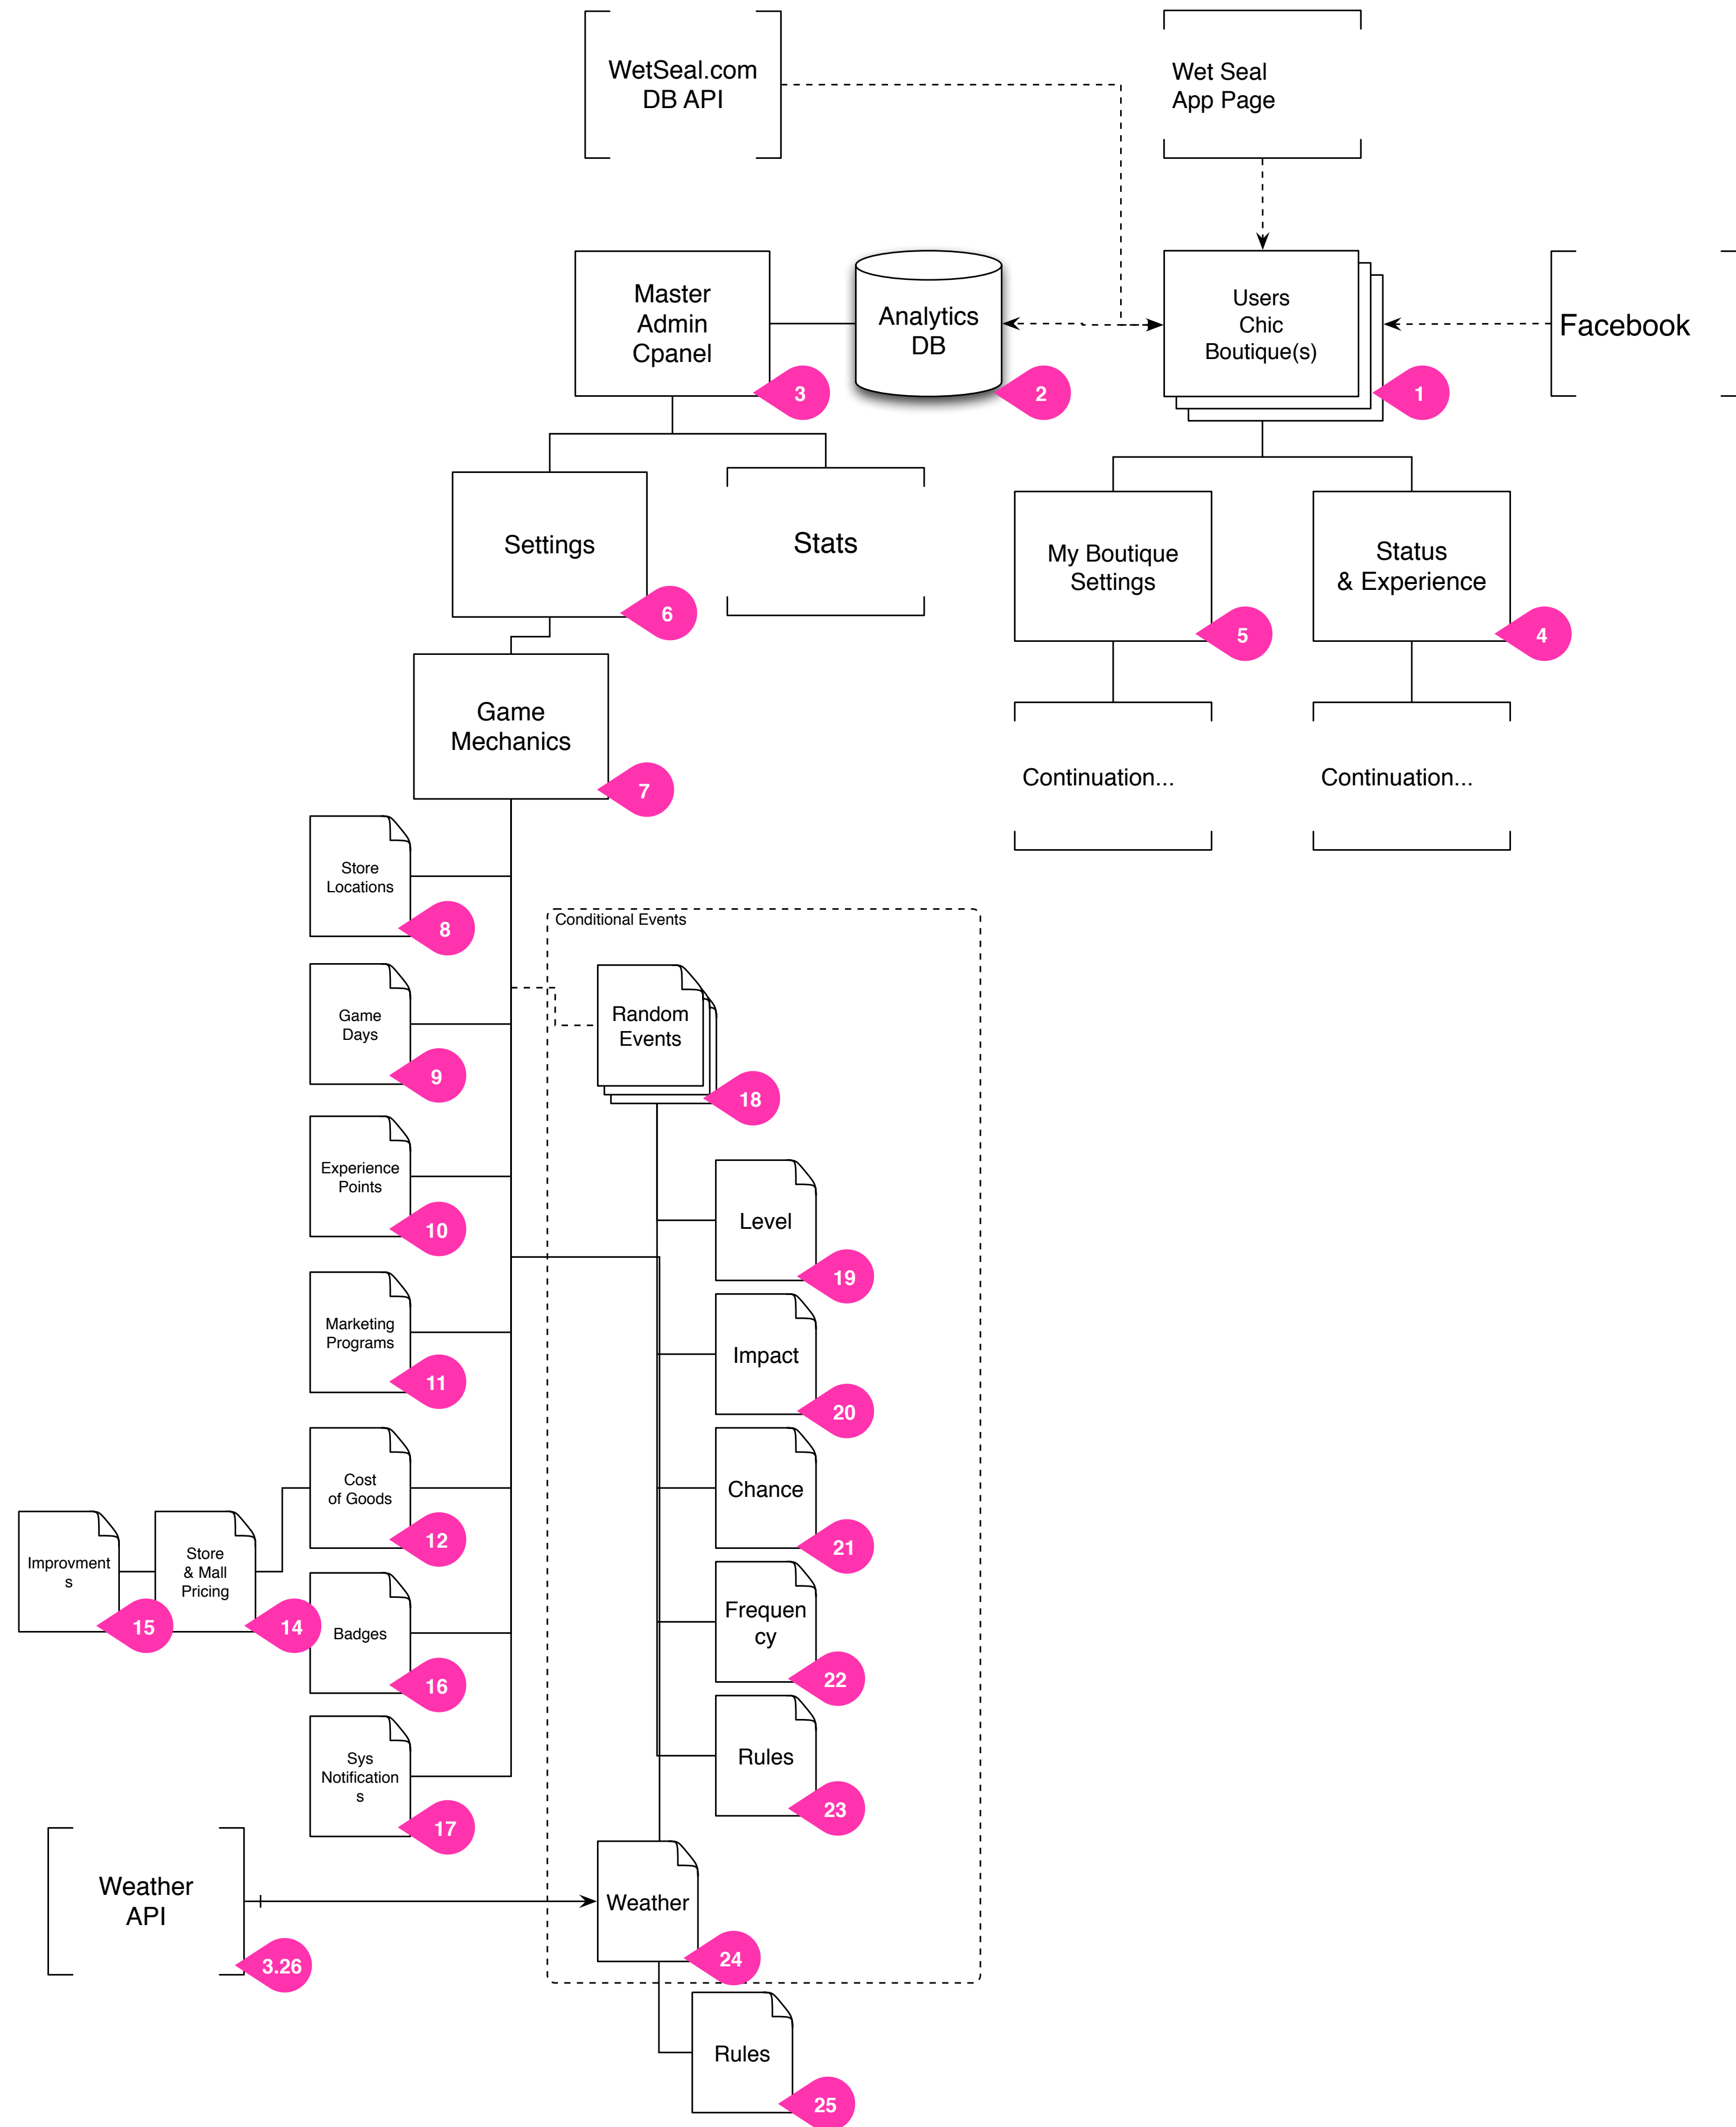 WetSeal.com
DB API
Wet Seal
App Page
Master
Admin
Cpanel
3
Analytics
DB
2
Users
Chic
Boutique(s)
1
Facebook
Settings
6
Stats
My Boutique
Settings
5
Status
& Experience
4
Game
Mechanics
7
Continuation...
Continuation...
Store
Locations
8
Conditional Events
Game
Days
9
Random
Events
18
Experience
Points
10
Level
19
Marketing
Programs
11
Impact
20
Cost
of Goods
12
Chance
21
Improvment
s
15
Store
& Mall
Pricing
14
Badges
16
Frequen
cy
22
Sys
Notification
s
17
Rules
23
Weather
API
3.26
Weather
24
Rules
25